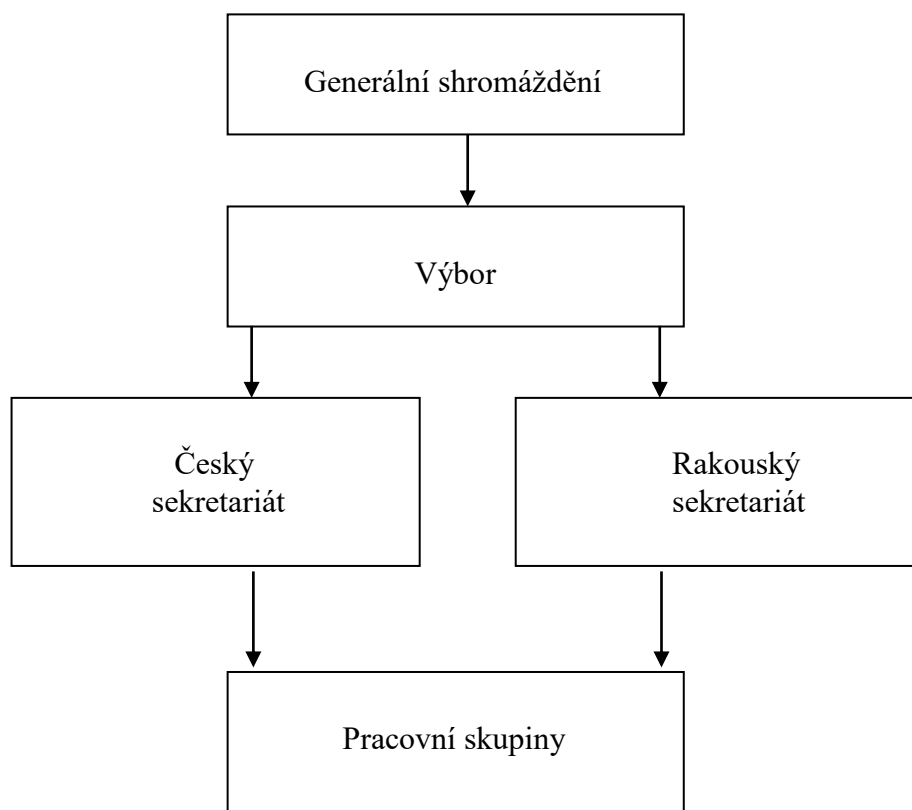 Generální shromáždění
Výbor
Český
sekretariát
Rakouský
sekretariát
Pracovní skupiny